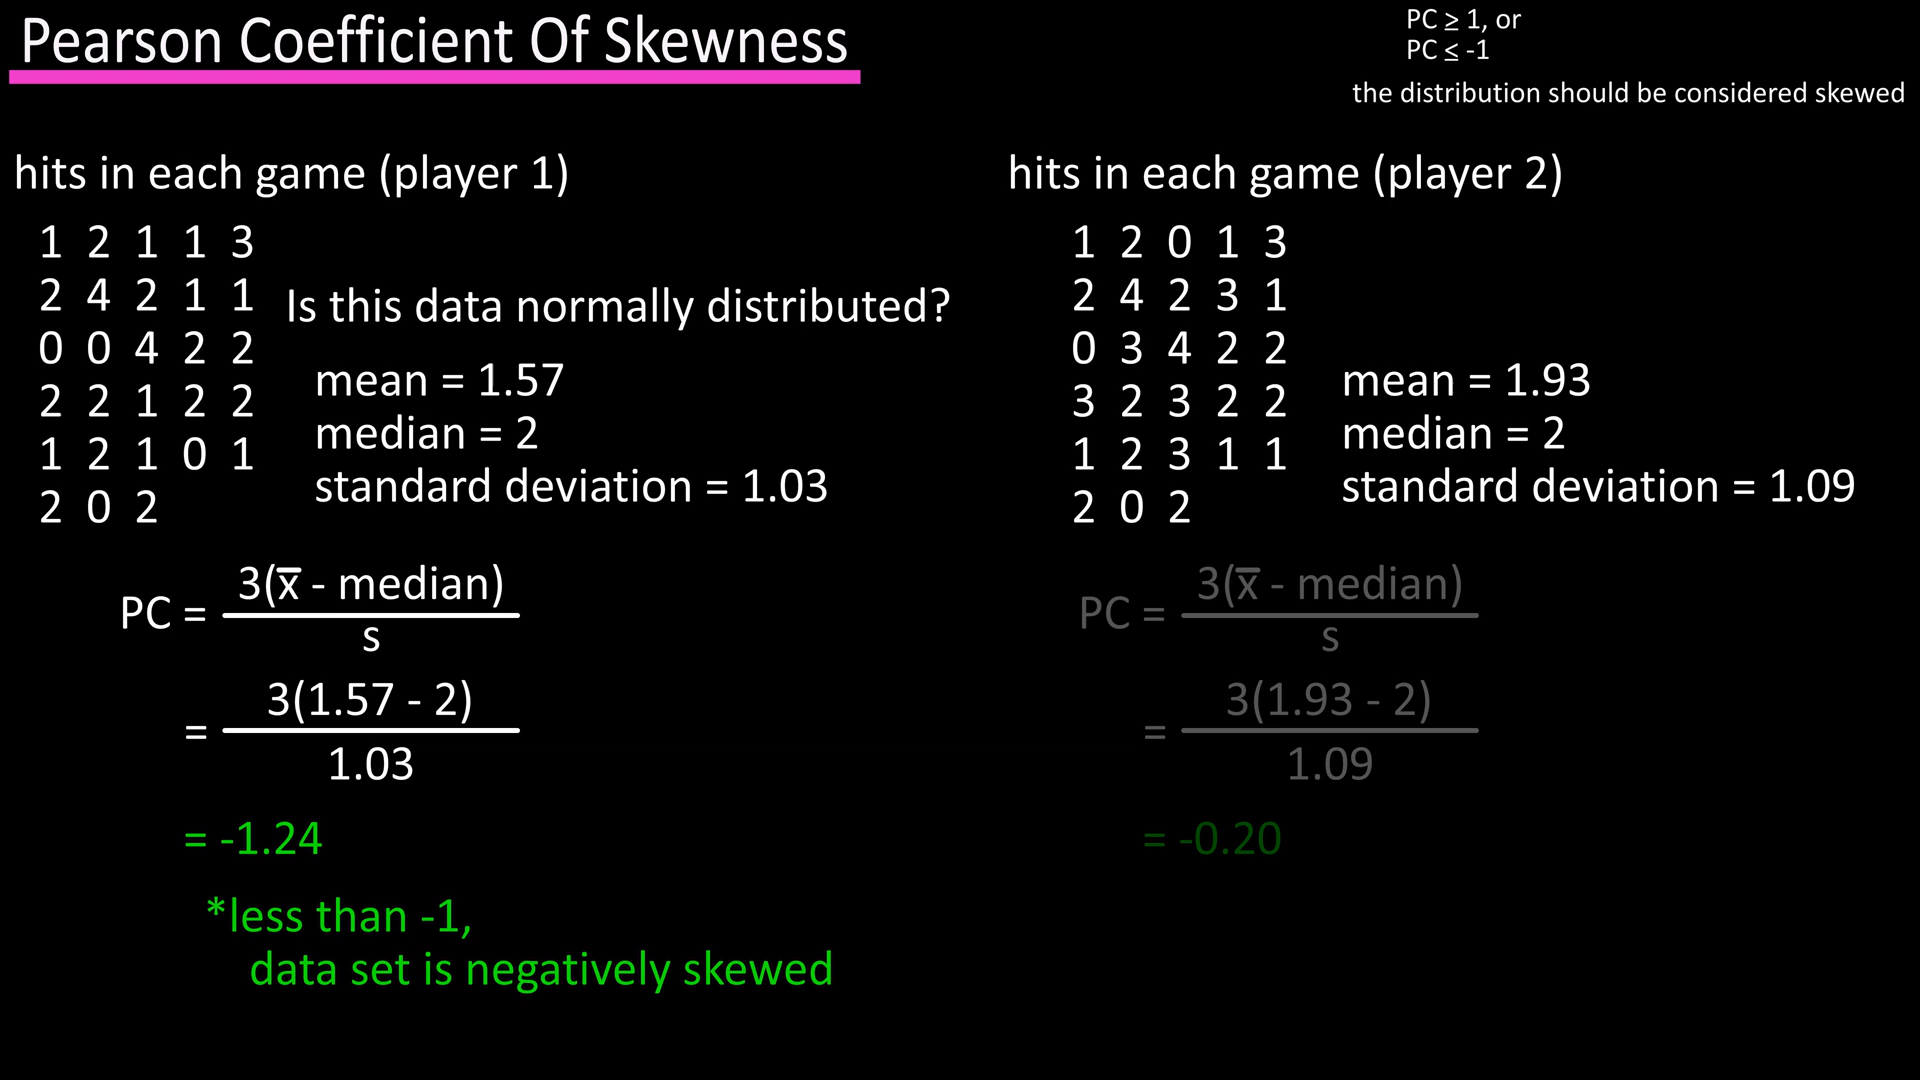 Pearson Coefficient Of Skewness
PC ≥ 1, or
PC ≤ -1
the distribution should be considered skewed
hits in each game (player 1)
1 2 1 1 3
2 4 2 1 1
0 0 4 2 2
2 2 1 2 2
1 2 1 0 1
2 0 2
Is this data normally distributed?
mean = 1.57
median = 2
standard deviation = 1.03
PC = 3(x̅ - median)
s
= 3(1.57 - 2)
1.03
= -1.24
*less than -1,
data set is negatively skewed
hits in each game (player 2)
1 2 0 1 3
2 4 2 3 1
0 3 4 2 2
3 2 3 2 2
1 2 3 1 1
2 0 2
mean = 1.93
median = 2
standard deviation = 1.09
PC = 3(x̅ - median)
s
= 3(1.93 - 2)
1.09
= -0.20